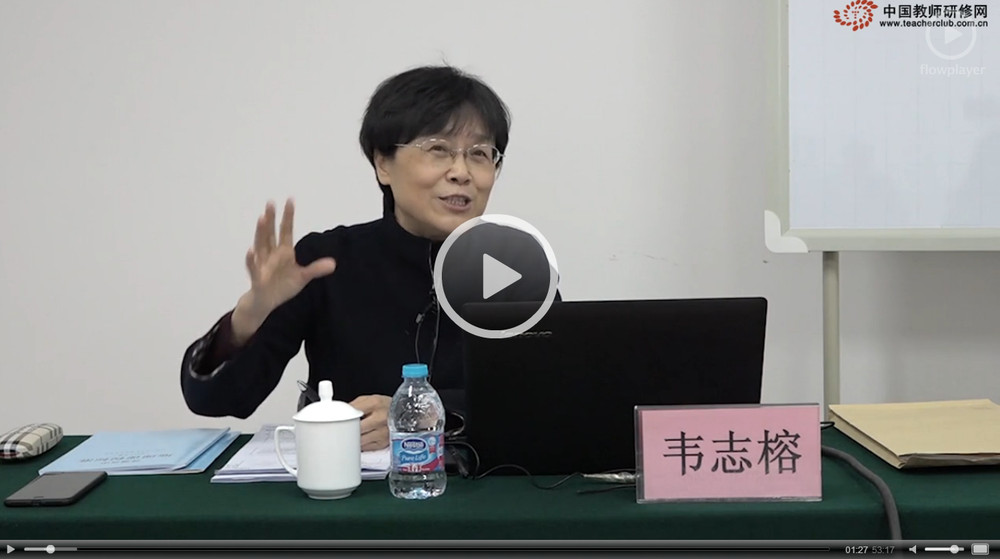 中国教师研修网
www.teacherclub.com.cn
flowplayer
lenovo
Nestlé
Pure Life
韦志榕
01:27 53:17